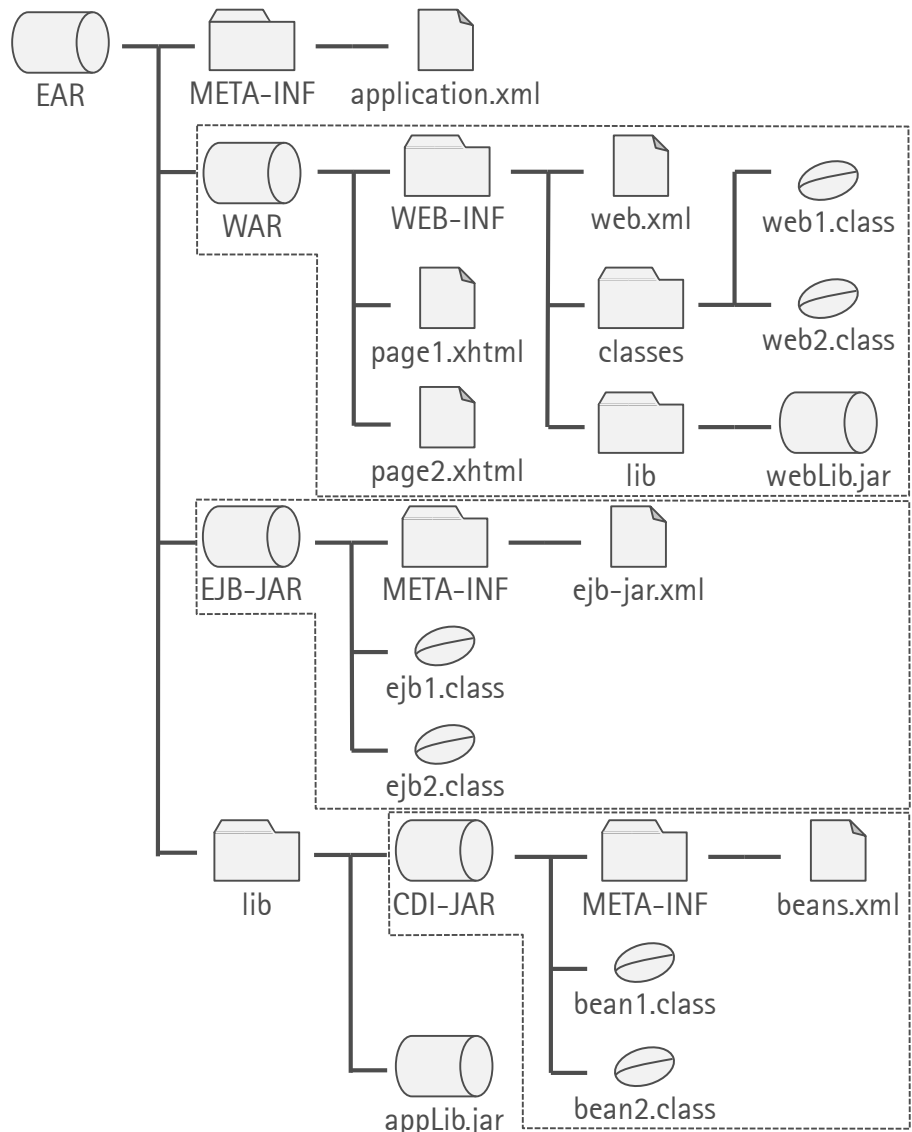 EAR
META-INF
application.xml
WAR
WEB-INF
web.xml
web1.class
page1.xhtml
classes
web2.class
page2.xhtml
lib
webLib.jar
EJB-JAR
META-INF
ejb-jar.xml
ejb1.class
ejb2.class
lib
CDI-JAR
META-INF
beans.xml
bean1.class
appLib.jar
bean2.class